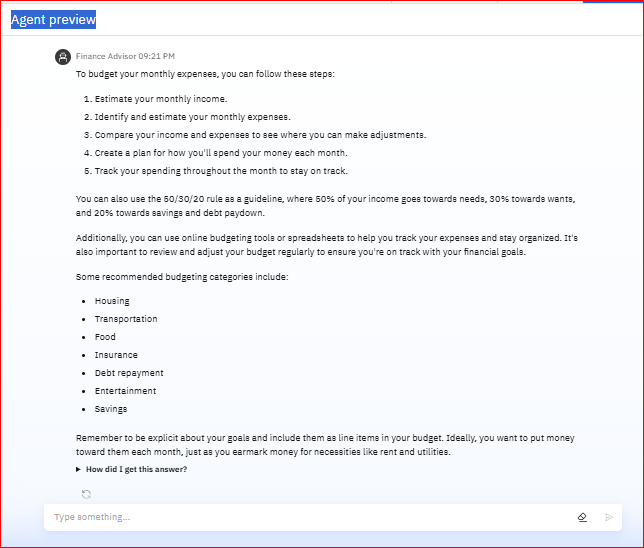 Agent preview
Finance Advisor 09:21 PM
To budget your monthly expenses, you can follow these steps:
1. Estimate your monthly income.
2. Identify and estimate your monthly expenses.
3. Compare your income and expenses to see where you can make adjustments.
4. Create a plan for how you'll spend your money each month.
5. Track your spending throughout the month to stay on track.
You can also use the 50/30/20 rule as a guideline, where 50% of your income goes towards needs, 30% towards wants,
and 20% towards savings and debt paydown.
Additionally, you can use online budgeting tools or spreadsheets to help you track your expenses and stay organized. It's
also important to review and adjust your budget regularly to ensure you're on track with your financial goals.
Some recommended budgeting categories include:
• Housing
• Transportation
• Food
• Insurance
• Debt repayment
• Entertainment
• Savings
Remember to be explicit about your goals and include them as line items in your budget. Ideally, you want to put money
toward them each month, just as you earmark money for necessities like rent and utilities.
How did I get this answer?
Type something...